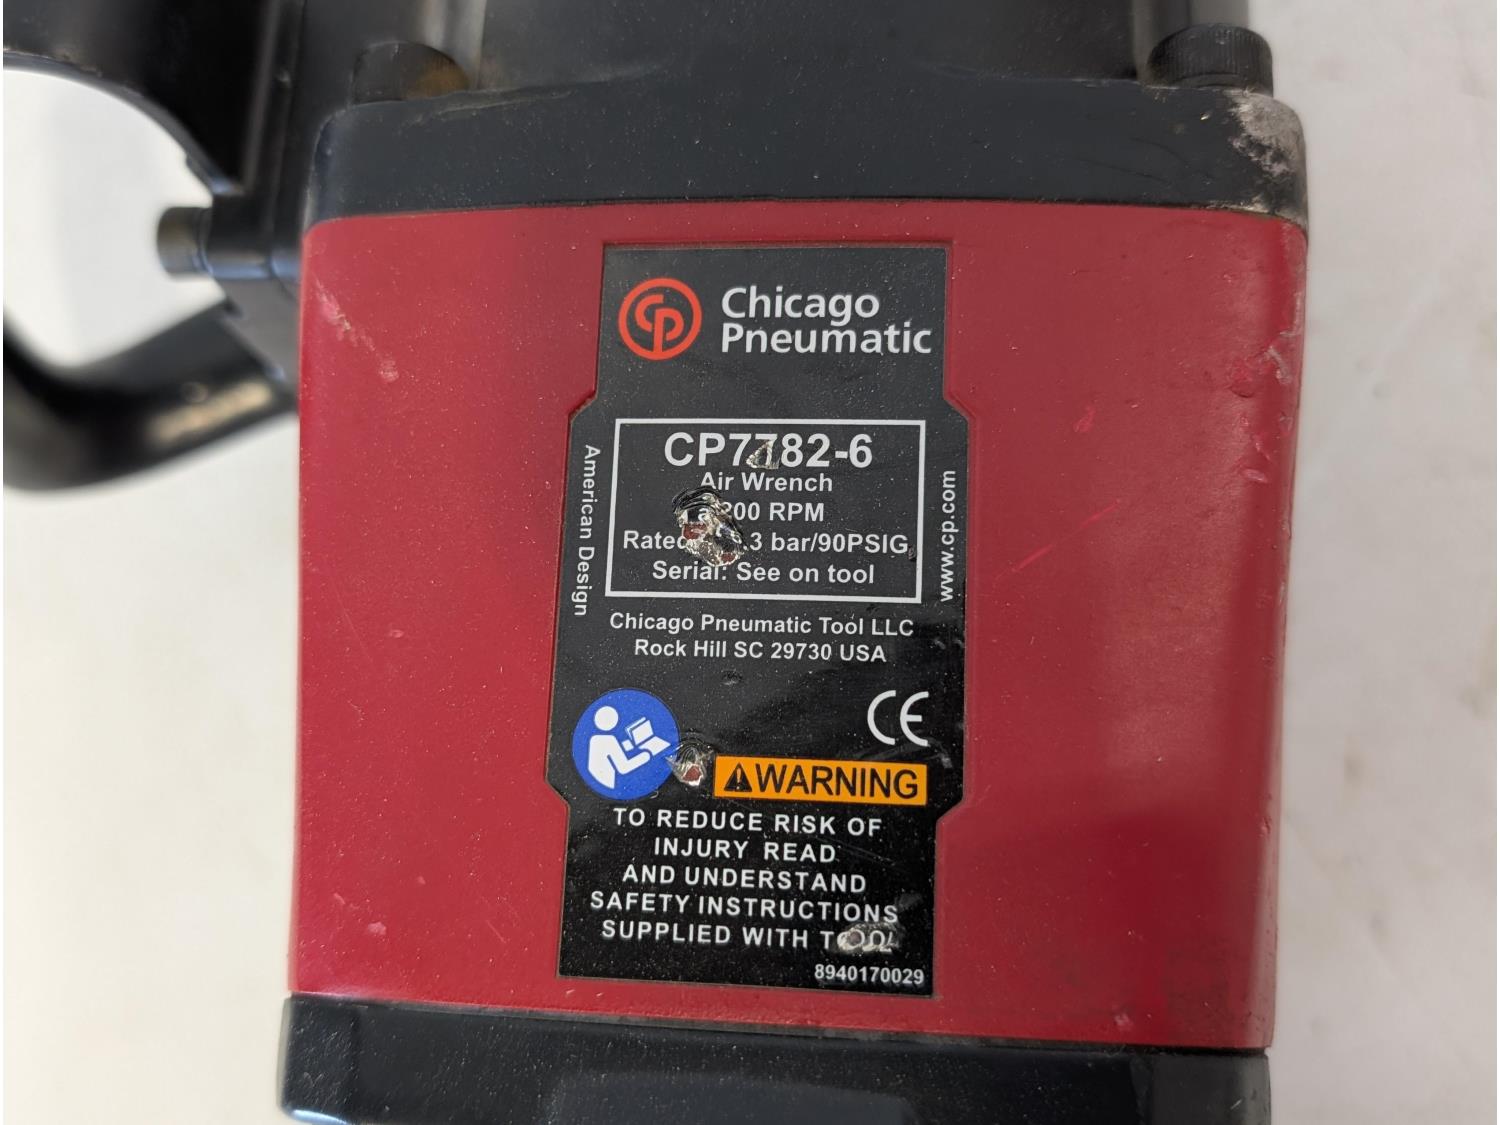 CP
Chicago
Pneumatic
CP7782-6
Air Wrench
RPM
bar/90PSIG
Serial: See on tool
American Design
www.cp.com
Chicago Pneumatic Tool LLC
Rock Hill SC 29730 USA
CE
WARNING
TO REDUCE RISK OF
INJURY READ
AND UNDERSTAND
SAFETY INSTRUCTIONS
SUPPLIED WITH TOOL
8940170029